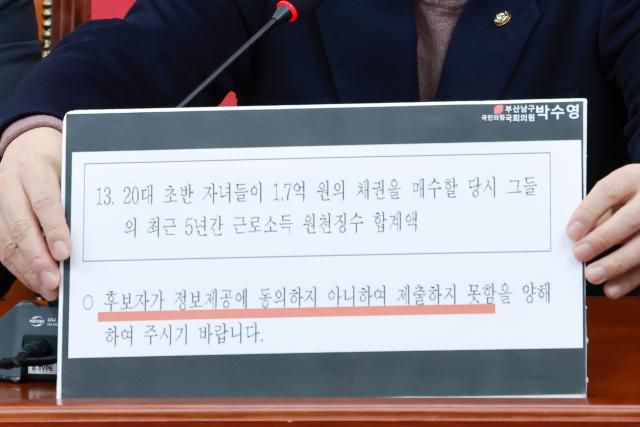 부산남구
국민의힘 국회의원 박수영
13. 20대 초반 자녀들이 1.7억 원의 채권을 매수할 당시 그들
의 최근 5년간 근로소득 원천징수 합계액
○ 후보자가 정보제공에 동의하지 아니하여 제출하지 못함을 양해
하여 주시기 바랍니다.